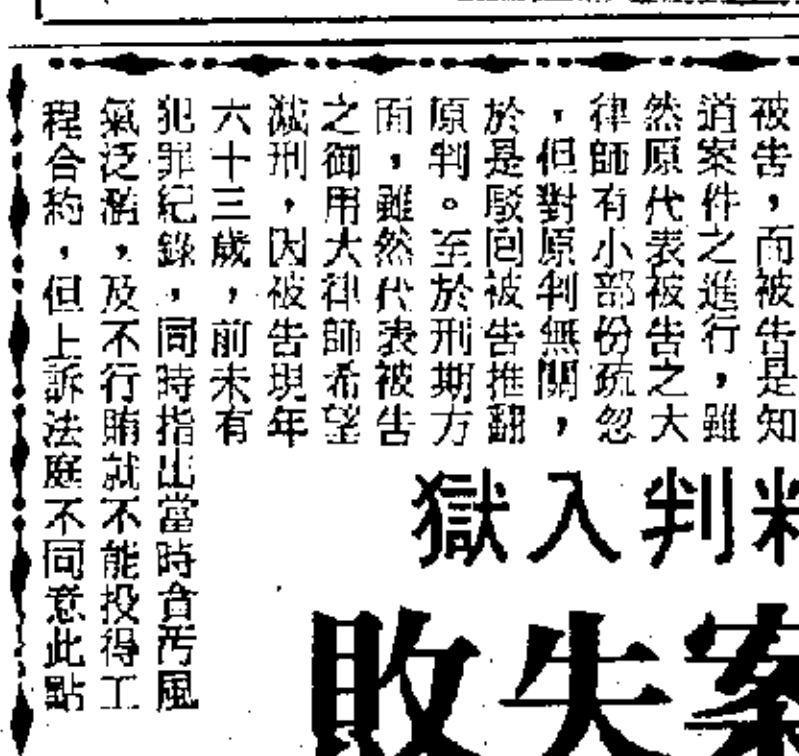 判入獄
案失敗
被告，而被告是知
道案件之進行，雖
然原代表被告之大
律師有小部份疏忽
，但對原判無關，
於是駁回被告推翻
原判。至於刑期方
面，雖然代表被告
之御用大律師希望
減刑，因被告現年
六十三歲，前未有
犯罪紀錄，同時指出當時貪污風
氣泛濫，及不行賄就不能投得工
程合約，但上訴法庭不同意此點